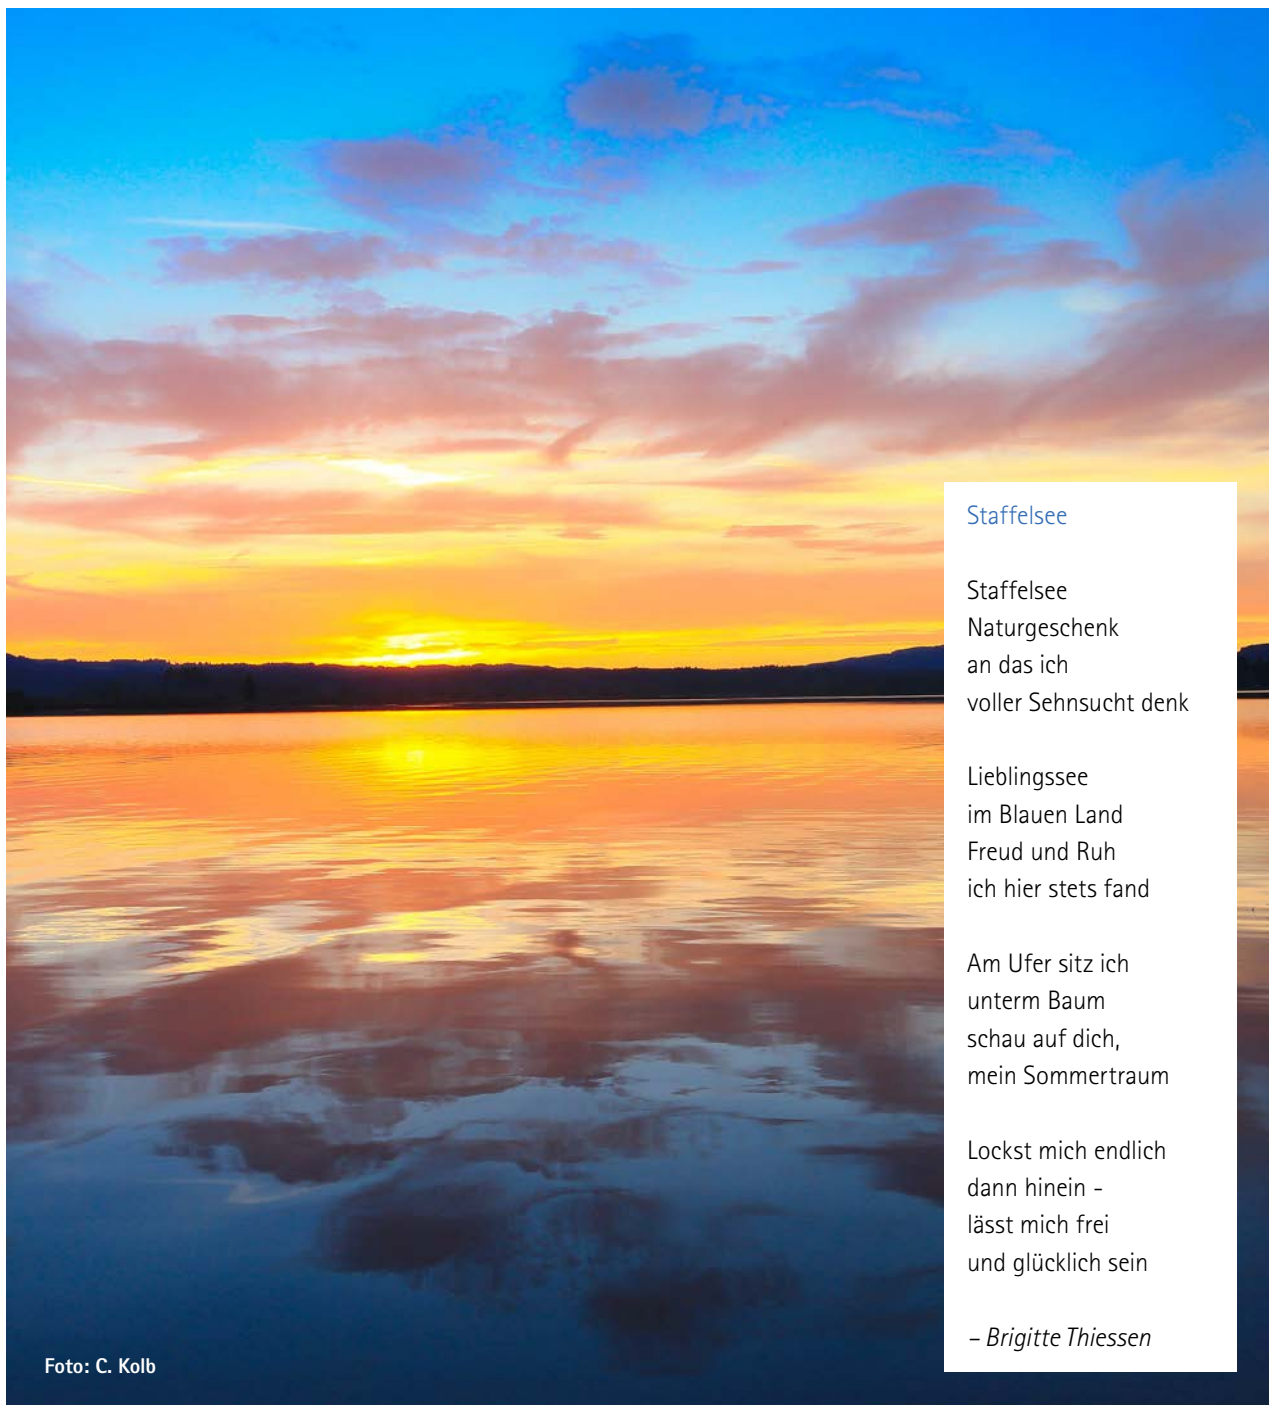 Staffelsee
Staffelsee
Naturgeschenk
an das ich
voller Sehnsucht denk
Lieblingssee
im Blauen Land
Freud und Ruh
ich hier stets fand
Am Ufer sitz ich
unterm Baum
schau auf dich,
mein Sommertraum
Lockst mich endlich
dann hinein -
lässt mich frei
und glücklich sein
– Brigitte Thiessen
Foto: C. Kolb